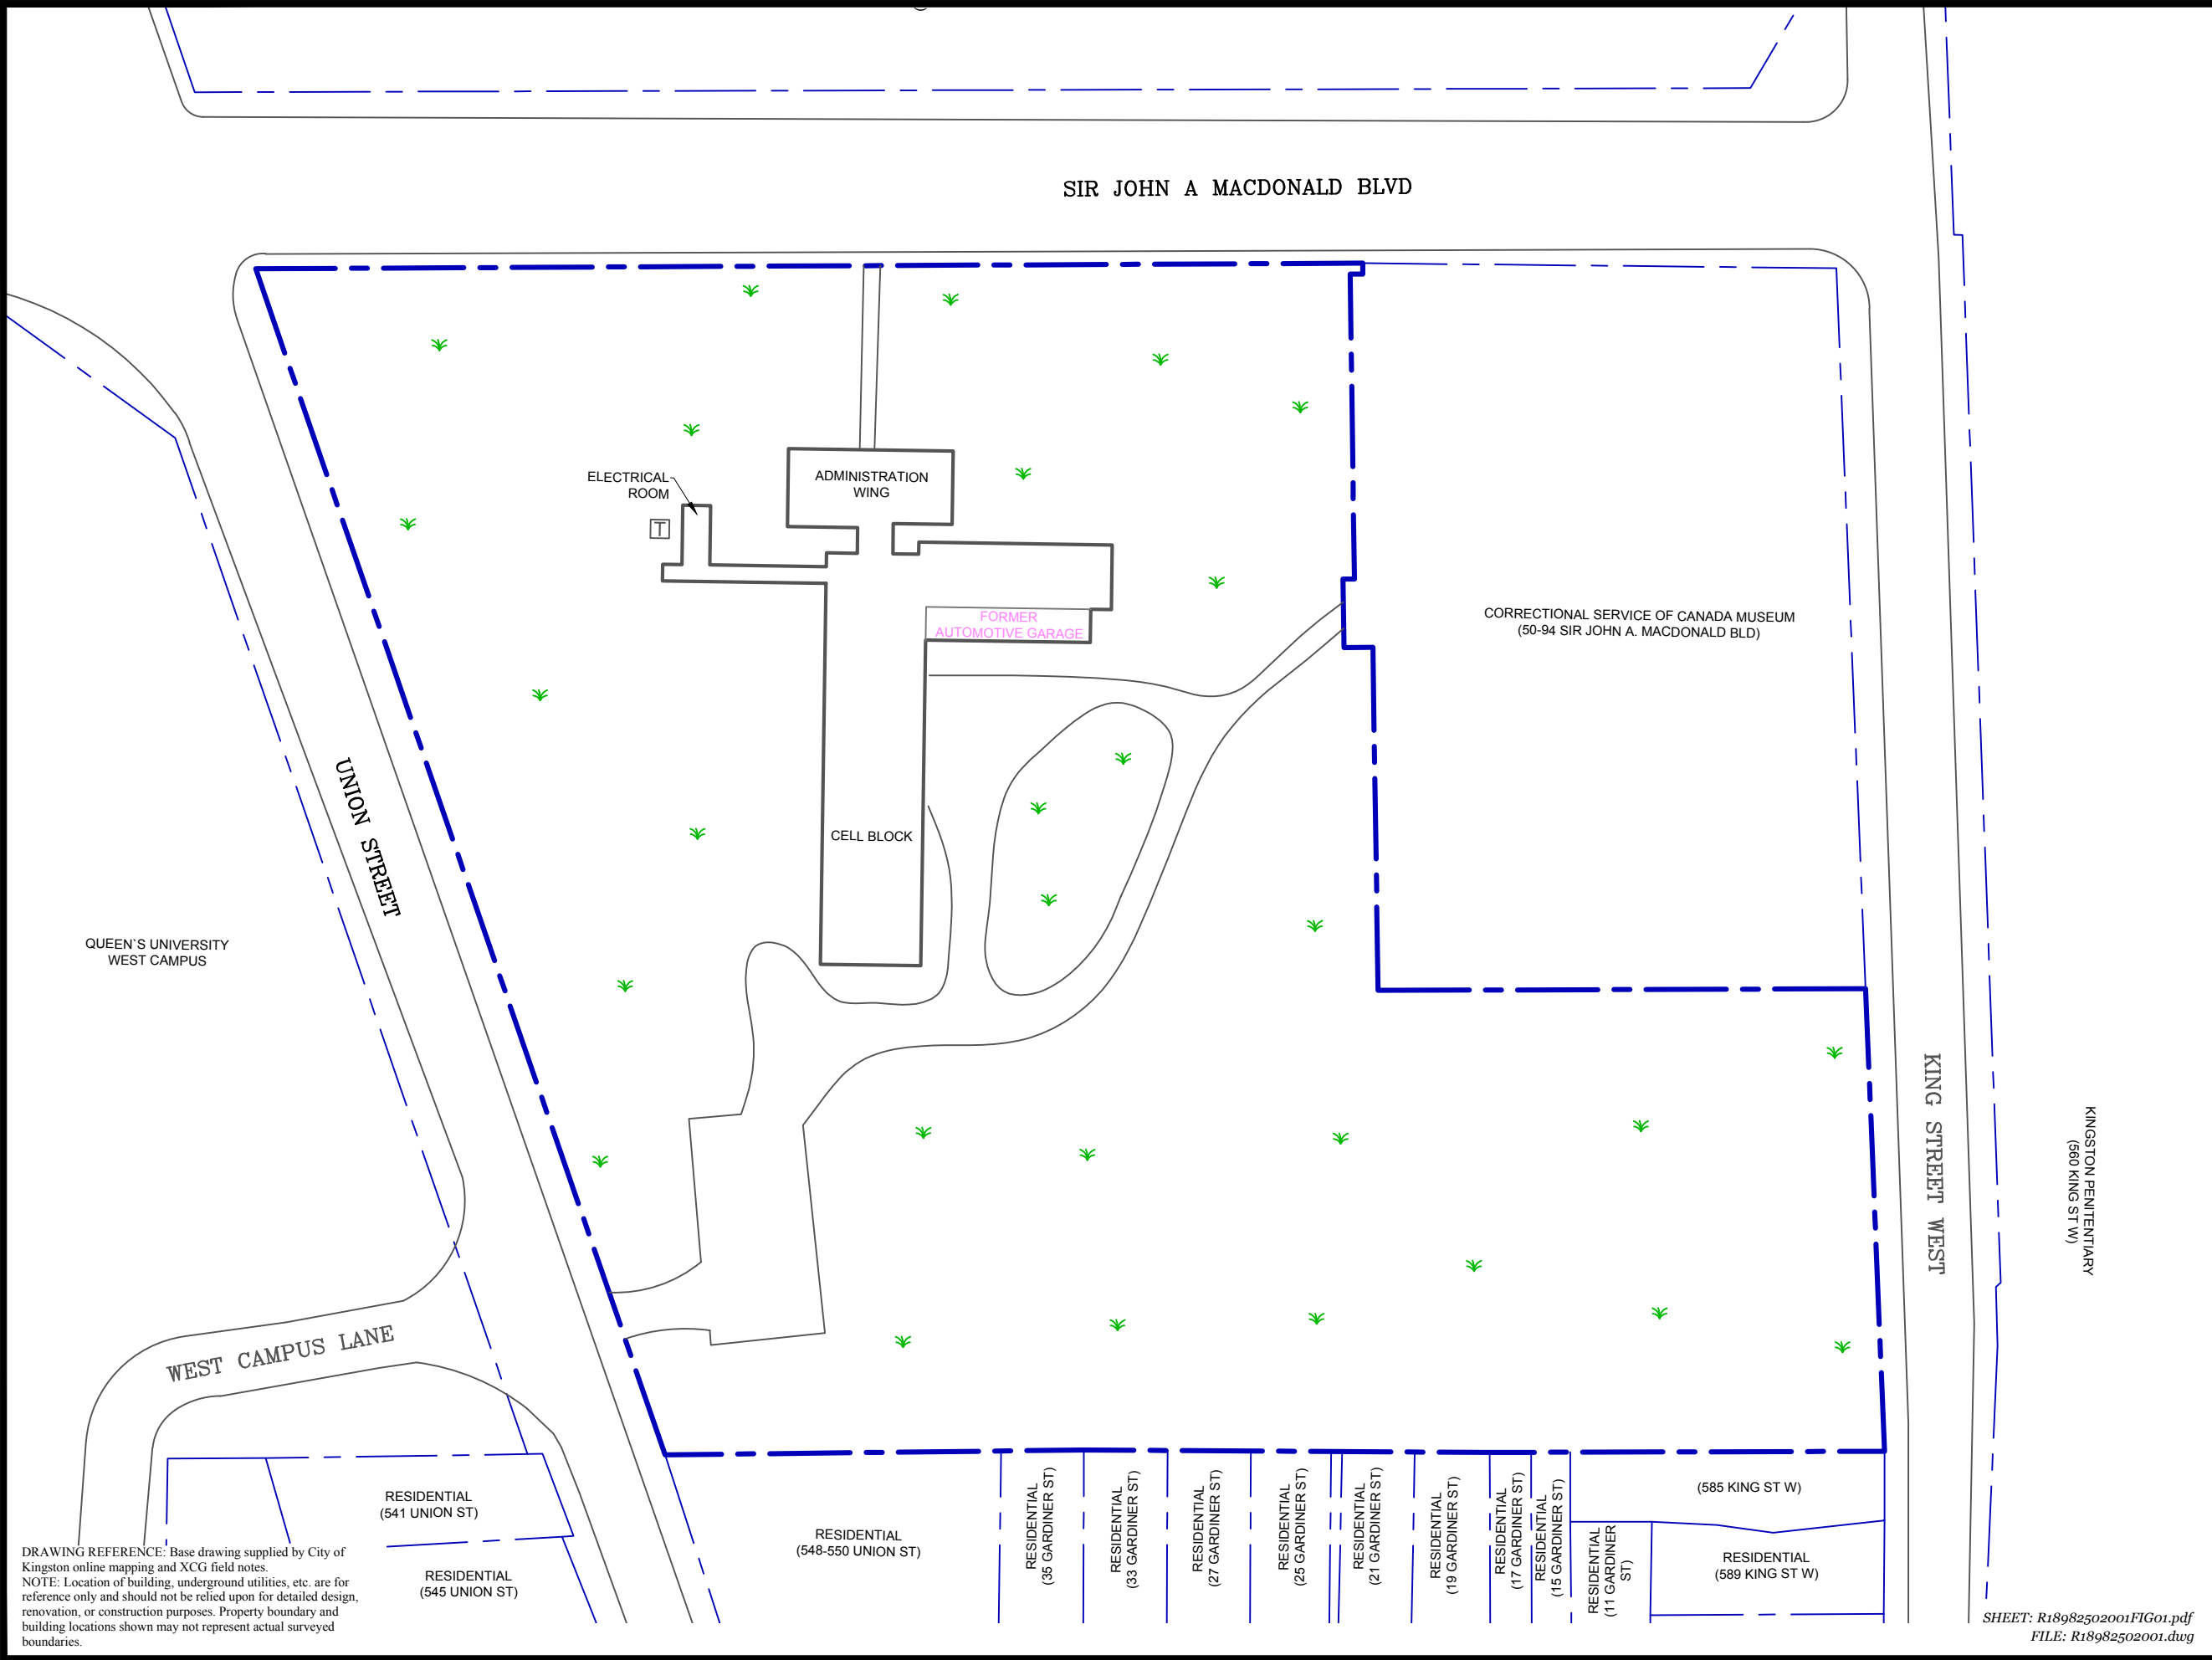 SIR JOHN A MACDONALD BLVD
ELECTRICAL
ROOM
T
ADMINISTRATION
WING
FORMER
AUTOMOTIVE GARAGE
CORRECTIONAL SERVICE OF CANADA MUSEUM
(50-94 SIR JOHN A. MACDONALD BLD)
UNION STREET
CELL BLOCK
QUEEN`S UNIVERSITY
WEST CAMPUS
KING STREET WEST
KINGSTON PENITENTIARY
(560 KING ST W)
WEST CAMPUS LANE
RESIDENTIAL
(541 UNION ST)
RESIDENTIAL
(545 UNION ST)
RESIDENTIAL
(548-550 UNION ST)
RESIDENTIAL
(35 GARDINER ST)
RESIDENTIAL
(33 GARDINER ST)
RESIDENTIAL
(27 GARDINER ST)
RESIDENTIAL
(25 GARDINER ST)
RESIDENTIAL
(21 GARDINER ST)
RESIDENTIAL
(19 GARDINER ST)
RESIDENTIAL
(17 GARDINER ST)
RESIDENTIAL
(15 GARDINER ST)
RESIDENTIAL
(11 GARDINER
ST)
(585 KING ST W)
RESIDENTIAL
(589 KING ST W)
DRAWING REFERENCE: Base drawing supplied by City of
Kingston online mapping and XCG field notes.
NOTE: Location of building, underground utilities, etc. are for
reference only and should not be relied upon for detailed design,
renovation, or construction purposes. Property boundary and
building locations shown may not represent actual surveyed
boundaries.
SHEET: R18982502001FIG01.pdf
FILE: R18982502001.dwg